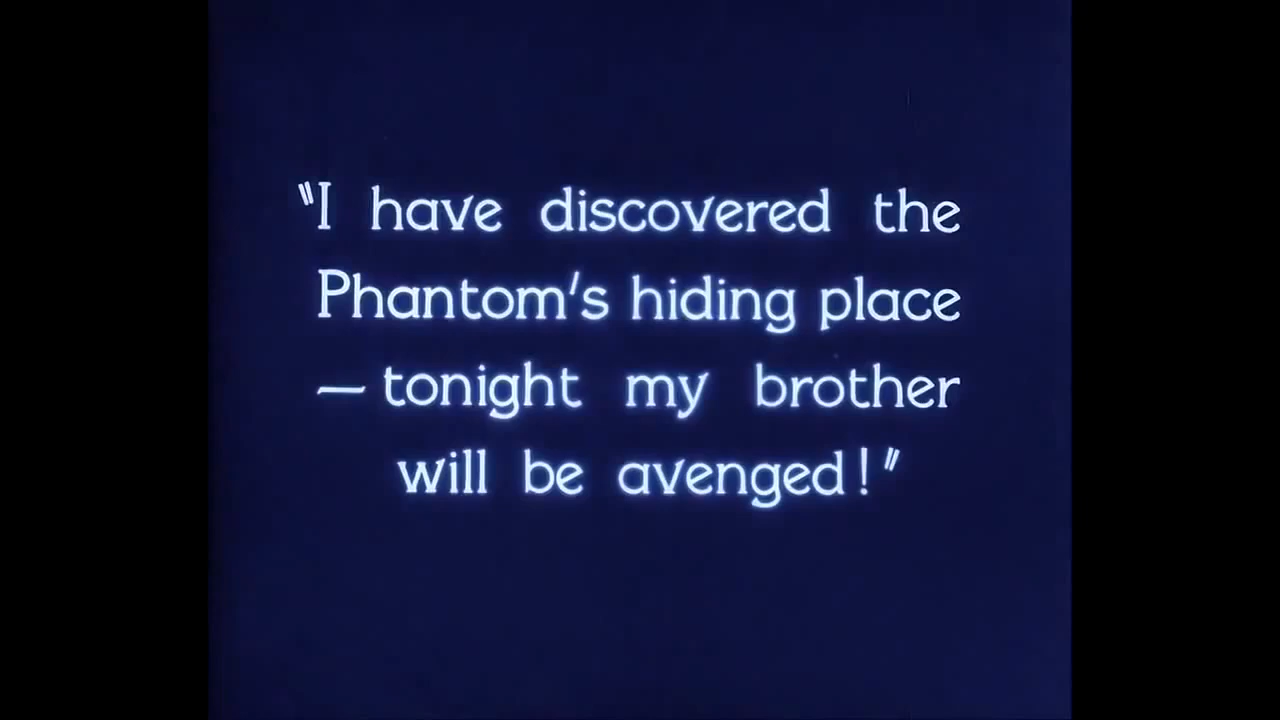 "I have discovered the
Phantom's hiding place
— tonight my brother
will be avenged!"